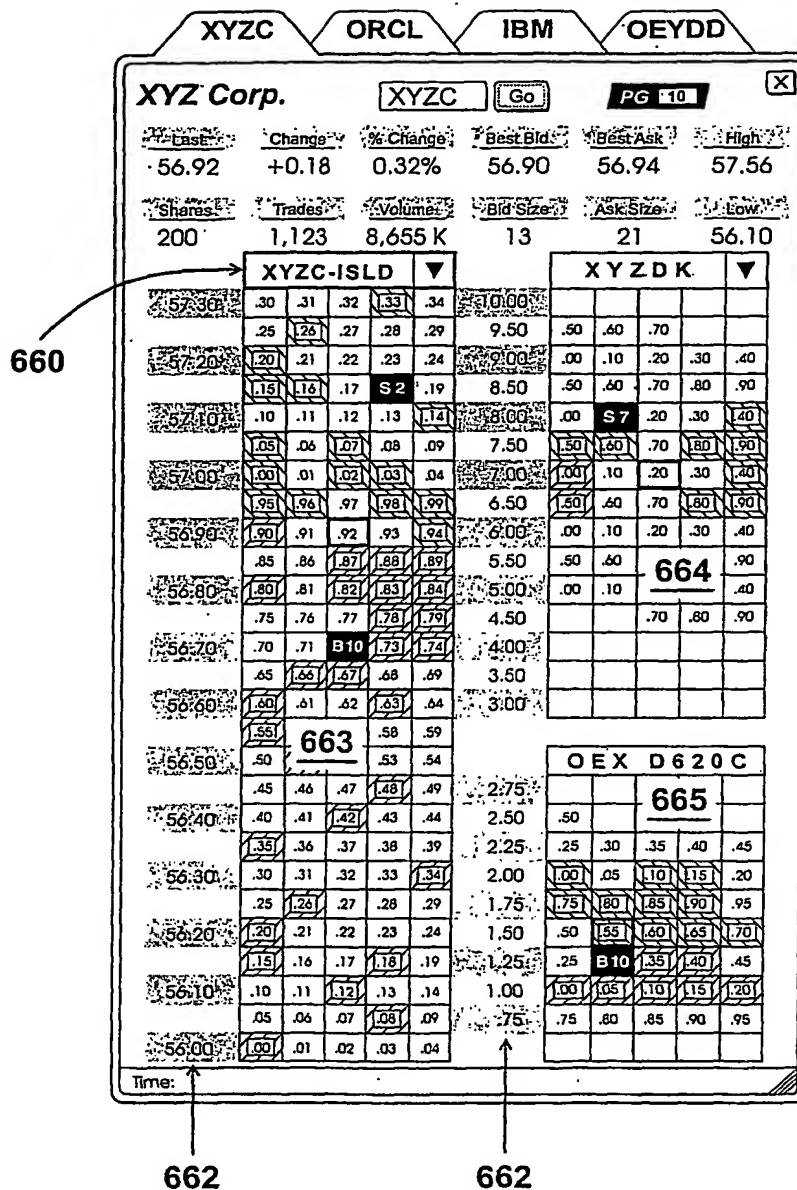 XYZC ORCL IBM OEYDD
XYZ Corp. XYZC Go PG 10 X
Last Change % Change Best Bid Best Ask High
56.92 +0.18 0.32% 56.90 56.94 57.56
Shares Trades Volume Bid Size Ask Size Low
200 1,123 8,655 K 13 21 56.10
XYZC-ISLD ▼ XYZDK ▼
57.30 .30 .31 .32 .33 .34 10.00
.25 .26 .27 .28 .29 9.50 .50 .60 .70
660
57.20 .20 .21 .22 .23 .24 9.00 .00 .10 .20 .30 .40
.15 .16 .17 S 2 .19 8.50 .50 .60 .70 .80 .90
57.10 .10 .11 .12 .13 .14 8.00 .00 S 7 .20 .30 .40
.05 .06 .07 .08 .09 7.50 .50 .60 .70 .80 .90
57.00 .00 .01 .02 .03 .04 7.00 .00 .10 .20 .30 .40
.95 .96 .97 .98 .99 6.50 .50 .60 .70 .80 .90
56.90 .90 .91 .92 .93 .94 6.00 .00 .10 .20 .30 .40
.85 .86 .87 .88 .89 5.50 .50 .60 664 .90
56.80 .80 .81 .82 .83 .84 5.00 .00 .10 .40
.75 .76 .77 .78 .79 4.50 .70 .80 .90
56.70 .70 .71 B10 .73 .74 4.00
.65 .66 .67 .68 .69 3.50
56.60 .60 .61 .62 .63 .64 3.00
.55 663 .58 .59
56.50 .50 .53 .54 OEX D620C
.45 .46 .47 .48 .49 2.75 665
56.40 .40 .41 .42 .43 .44 2.50 .50
.35 .36 .37 .38 .39 2.25 .25 .30 .35 .40 .45
56.30 .30 .31 .32 .33 .34 2.00 .00 .05 .10 .15 .20
.25 .26 .27 .28 .29 1.75 .75 .80 .85 .90 .95
56.20 .20 .21 .22 .23 .24 1.50 .50 .55 .60 .65 .70
.15 .16 .17 .18 .19 1.25 .25 B10 .35 .40 .45
56.10 .10 .11 .12 .13 .14 1.00 .00 .05 .10 .15 .20
.05 .06 .07 .08 .09 .75 .75 .80 .85 .90 .95
56.00 .00 .01 .02 .03 .04
Time:
662 662